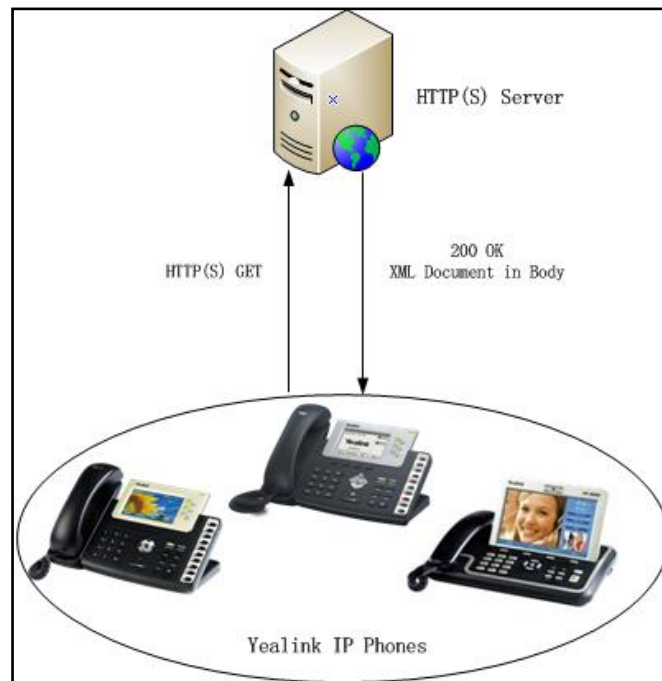 HTTP(S) Server
HTTP(S) GET
200 OK
XML Document in Body
Yealink IP Phones